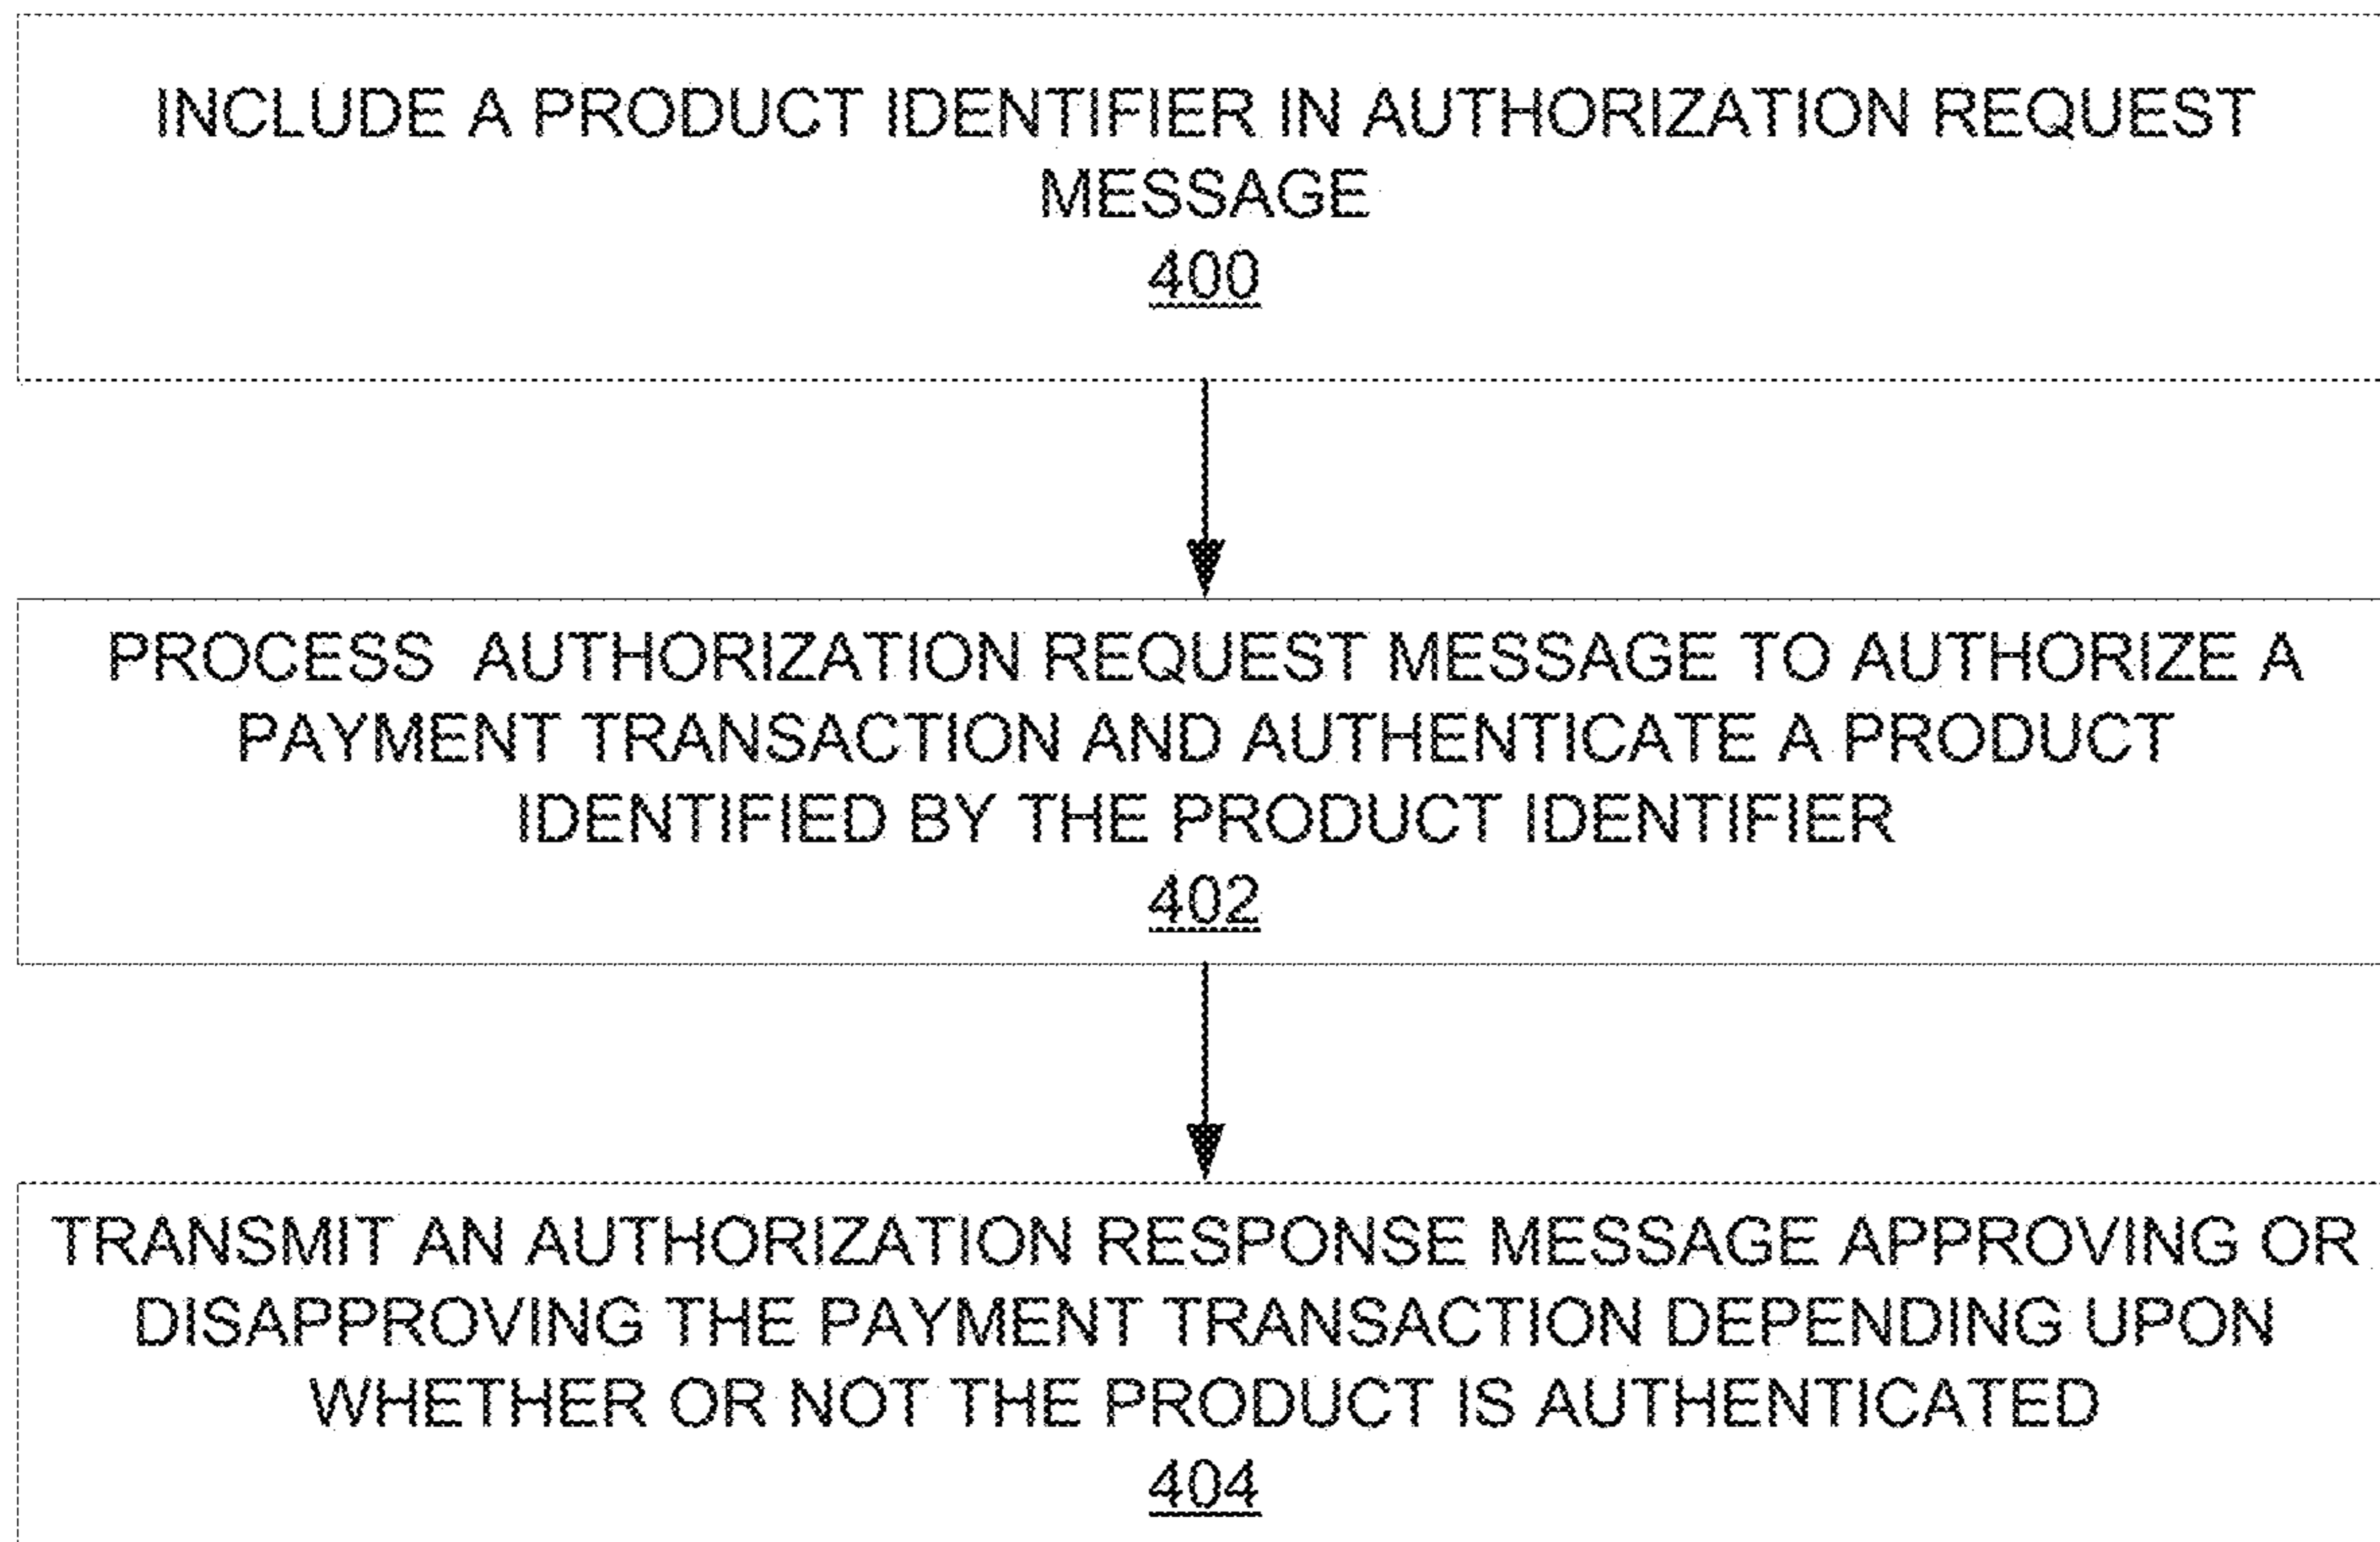 INCLUDE A PRODUCT IDENTIFIER IN AUTHORIZATION REQUEST
MESSAGE
400
PROCESS AUTHORIZATION REQUEST MESSAGE TO AUTHORIZE A
PAYMENT TRANSACTION AND AUTHENTICATE A PRODUCT
IDENTIFIED BY THE PRODUCT IDENTIFIER
402
TRANSMIT AN AUTHORIZATION RESPONSE MESSAGE APPROVING OR
DISAPPROVING THE PAYMENT TRANSACTION DEPENDING UPON
WHETHER OR NOT THE PRODUCT IS AUTHENTICATED
404